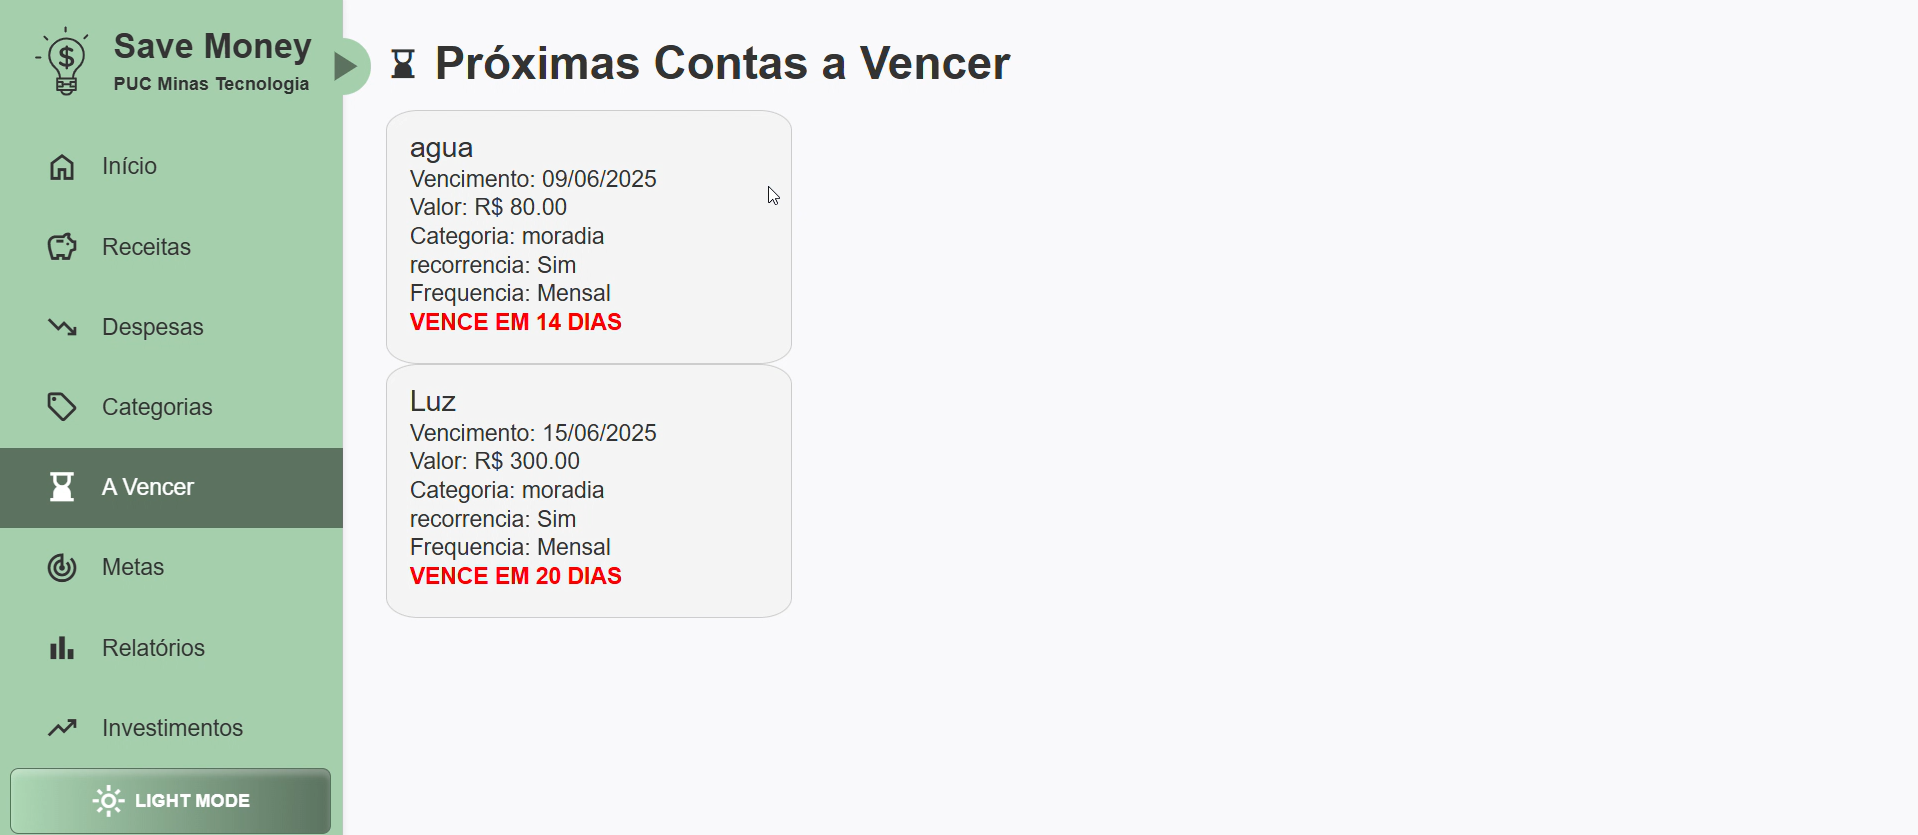 Save Money
PUC Minas Tecnologia
Início
Receitas
Despesas
Categorias
A Vencer
Metas
Relatórios
Investimentos
LIGHT MODE
Próximas Contas a Vencer
agua
Vencimento: 09/06/2025
Valor: R$ 80.00
Categoria: moradia
recorrencia: Sim
Frequencia: Mensal
VENCE EM 14 DIAS
Luz
Vencimento: 15/06/2025
Valor: R$ 300.00
Categoria: moradia
recorrencia: Sim
Frequencia: Mensal
VENCE EM 20 DIAS